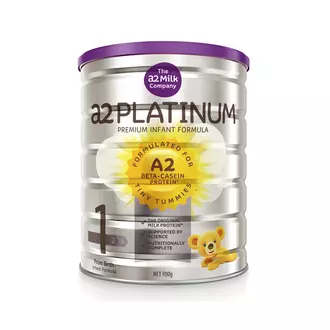 The
a2 Milk
Company
a2 PLATINUM
PREMIUM INFANT FORMULA
FORMULATED FOR
A2
BETA-CASEIN
PROTEIN*
TINY TUMMIES
1
THE ORIGINAL
MILK PROTEIN*
SUPPORTED BY
SCIENCE
NUTRITIONALLY
COMPLETE
From Birth
Infant Formula
NET 900g